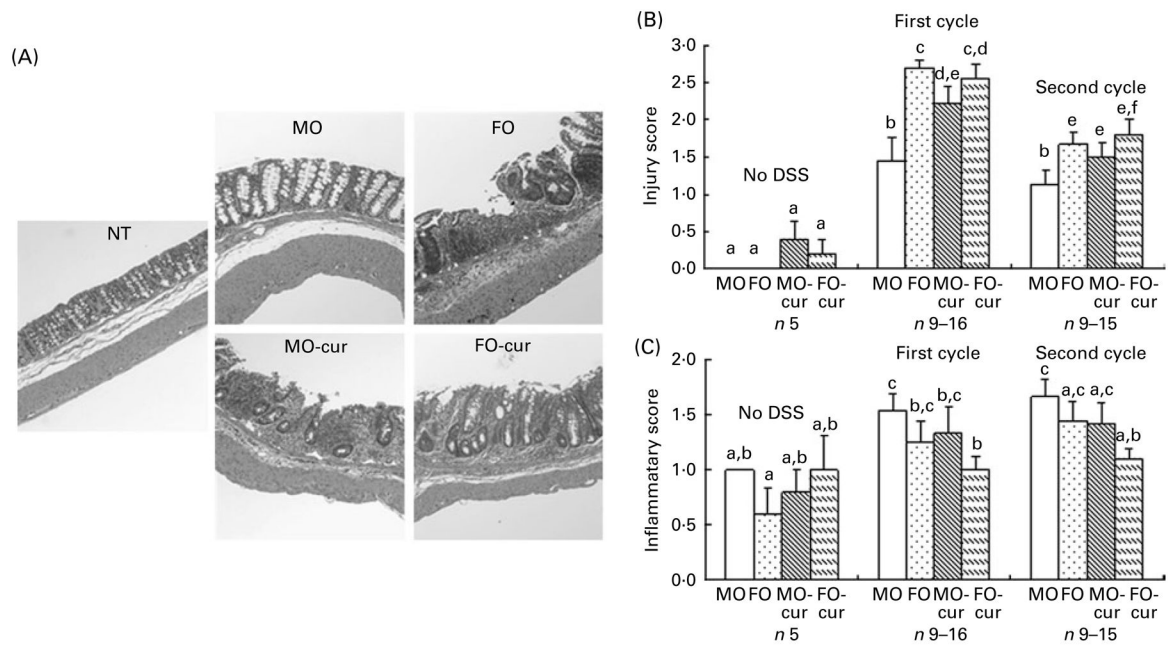 (A)
NT
MO
FO
MO-cur
FO-cur
(B)
First cycle
Second cycle
No DSS
Injury score
3·0
2·5
2·0
1·5
1·0
0·5
0·0
a a a a
b c d,e c,d
b e e e,f
MO FO MO-cur FO-cur
n 5
MO FO MO-cur FO-cur
n 9–16
MO FO MO-cur FO-cur
n 9–15
(C)
First cycle
Second cycle
No DSS
Inflammatary score
2·0
1·5
1·0
0·5
0·0
a,b a a,b a,b
c b,c b,c b
c a,c a,c a,b
MO FO MO-cur FO-cur
n 5
MO FO MO-cur FO-cur
n 9–16
MO FO MO-cur FO-cur
n 9–15